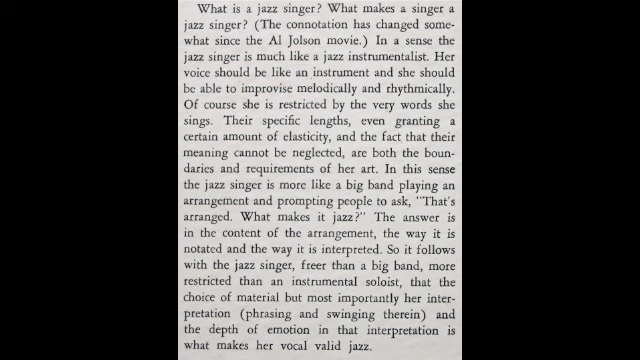 What is a jazz singer? What makes a singer a
jazz singer? (The connotation has changed some-
what since the Al Jolson movie.) In a sense the
jazz singer is much like a jazz instrumentalist. Her
voice should be like an instrument and she should
be able to improvise melodically and rhythmically.
Of course she is restricted by the very words she
sings. Their specific lengths, even granting a
certain amount of elasticity, and the fact that their
meaning cannot be neglected, are both the boun-
daries and requirements of her art. In this sense
the jazz singer is more like a big band playing an
arrangement and prompting people to ask, "That's
arranged. What makes it jazz?" The answer is
in the content of the arrangement, the way it is
notated and the way it is interpreted. So it follows
with the jazz singer, freer than a big band, more
restricted than an instrumental soloist, that the
choice of material but most importantly her inter-
pretation (phrasing and swinging therein) and
the depth of emotion in that interpretation is
what makes her vocal valid jazz.